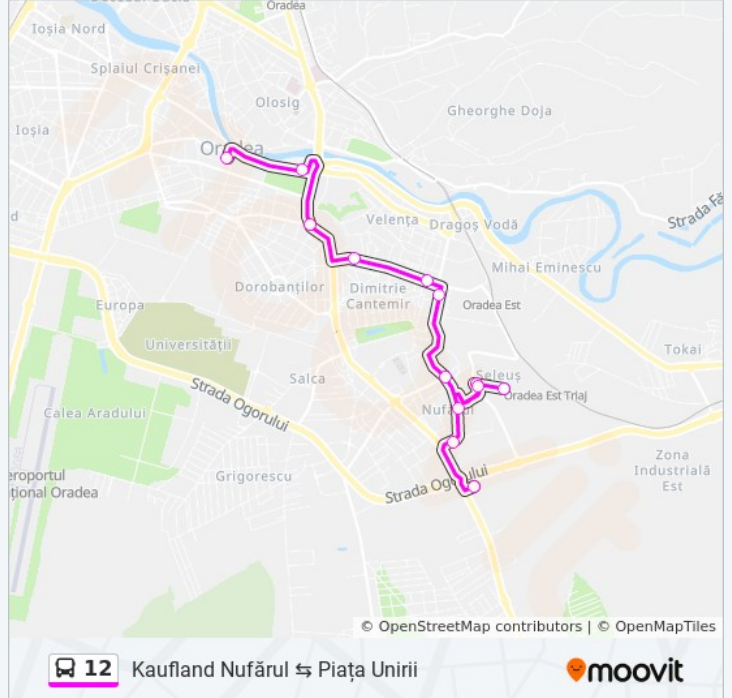 Oradea
Ioșia Nord
Splaiul Crișanei
Olosig
Gheorghe Doja
Ioșia
Oradea
Strada Fă
d
Velența
Dragoș Vodă
Mihai Eminescu
Dorobanților
Dimitrie
Cantemir
Oradea Est
Europa
Universității
Tokai
Salca
Seleuș
Oradea Est Triaj
Strada Ogorului
Nufărul
Calea Aradului
Zona
Industrială
Est
Grigorescu
Strada Ogorului
eroportul
țional Oradea
© OpenStreetMap contributors | © OpenMapTiles
12 Kaufland Nufărul ⇆ Piața Unirii
moovit